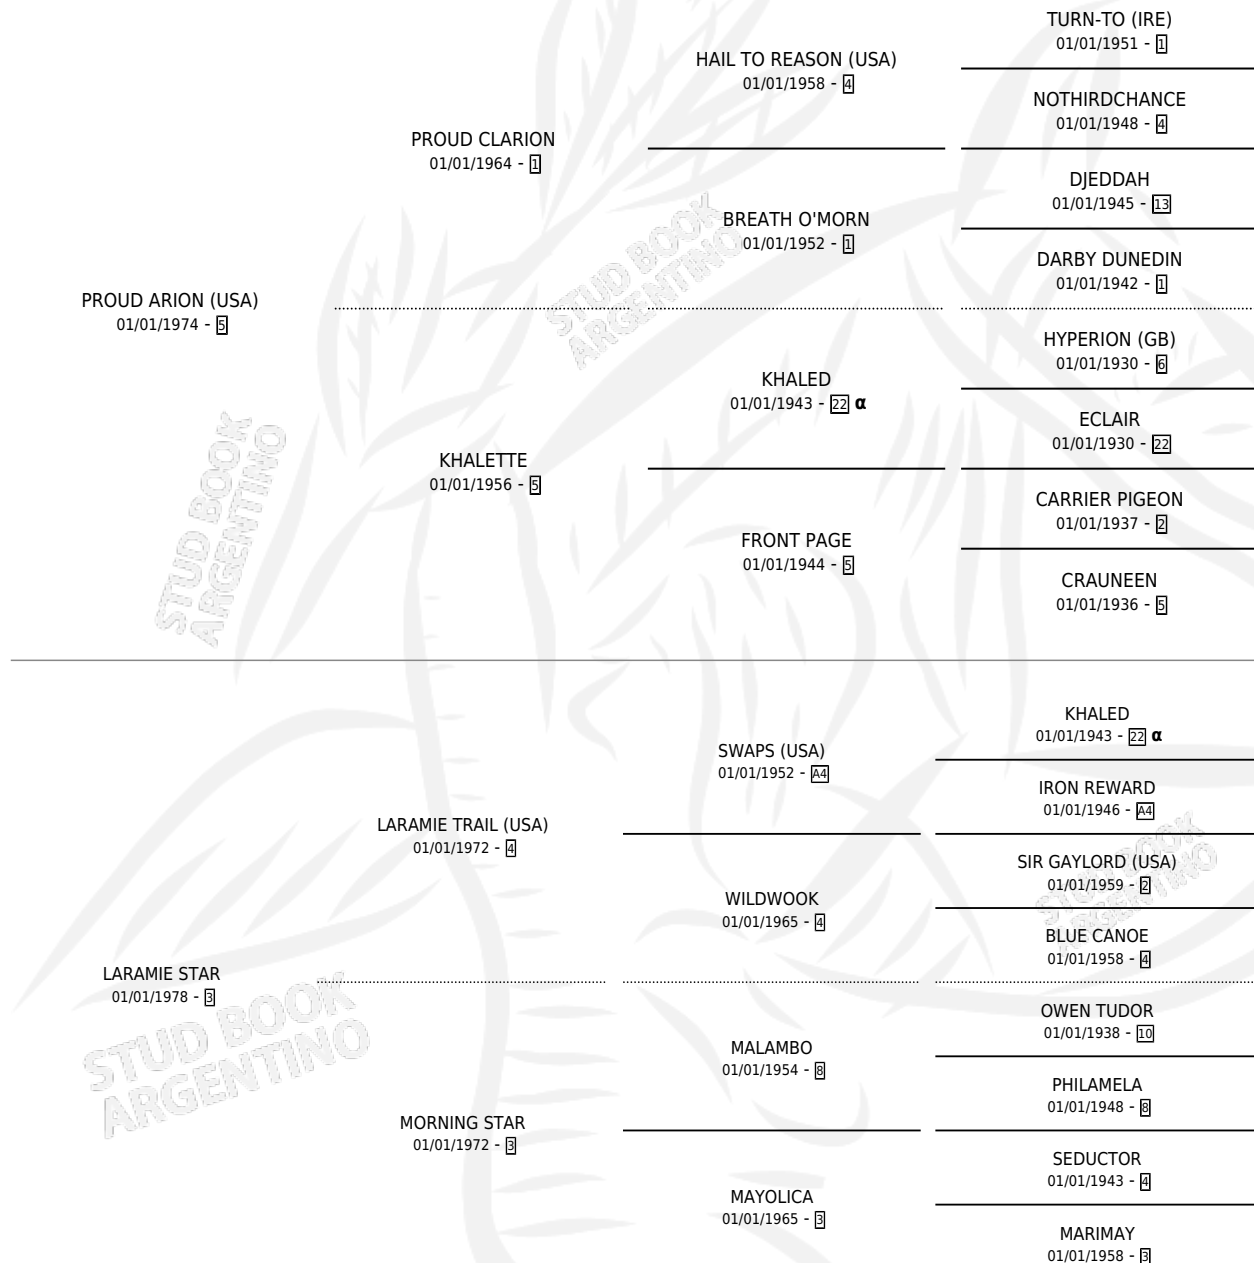 TURN-TO (IRE)
01/01/1951 - 1
HAIL TO REASON (USA)
01/01/1958 - 4
NOTHIRDCHANCE
01/01/1948 - 4
PROUD CLARION
01/01/1964 - 1
DJEDDAH
01/01/1945 - 13
BREATH O'MORN
01/01/1952 - 1
DARBY DUNEDIN
01/01/1942 - 1
PROUD ARION (USA)
01/01/1974 - 5
HYPERION (GB)
01/01/1930 - 6
KHALED
01/01/1943 - 22 α
ECLAIR
01/01/1930 - 22
KHALETTE
01/01/1956 - 5
CARRIER PIGEON
01/01/1937 - 2
FRONT PAGE
01/01/1944 - 5
CRAUNEEN
01/01/1936 - 5
KHALED
01/01/1943 - 22 α
SWAPS (USA)
01/01/1952 - A4
IRON REWARD
01/01/1946 - A4
LARAMIE TRAIL (USA)
01/01/1972 - 4
SIR GAYLORD (USA)
01/01/1959 - 2
WILDWOOK
01/01/1965 - 4
BLUE CANOE
01/01/1958 - 4
LARAMIE STAR
01/01/1978 - 3
OWEN TUDOR
01/01/1938 - 10
MALAMBO
01/01/1954 - 8
PHILAMELA
01/01/1948 - 8
MORNING STAR
01/01/1972 - 3
SEDUCTOR
01/01/1943 - 4
MAYOLICA
01/01/1965 - 3
MARIMAY
01/01/1958 - 3
STUD BOOK
ARGENTINO
STUD BOOK
ARGENTINO
STUD BOOK
ARGENTINO
STUD BOOK
ARGENTINO